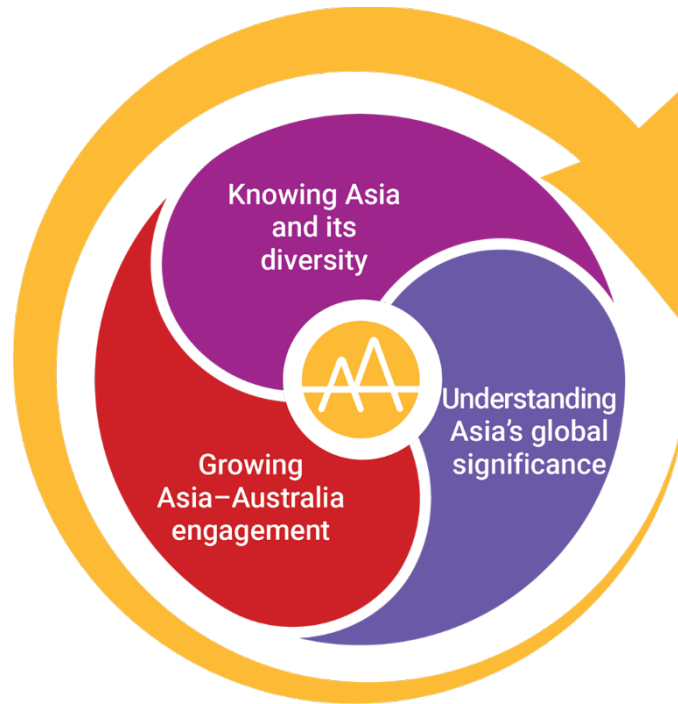 Knowing Asia
and its
diversity
Understanding
Asia's global
significance
Growing
Asia–Australia
engagement